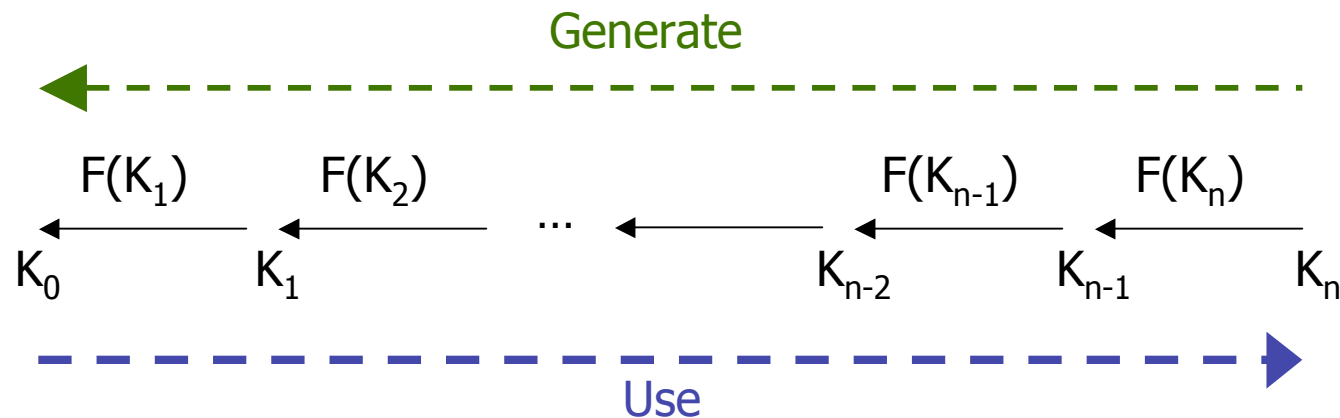 Generate
F(K₁) F(K₂) F(Kₙ₋₁) F(Kₙ)
...
K₀ K₁ Kₙ₋₂ Kₙ₋₁ Kₙ
Use